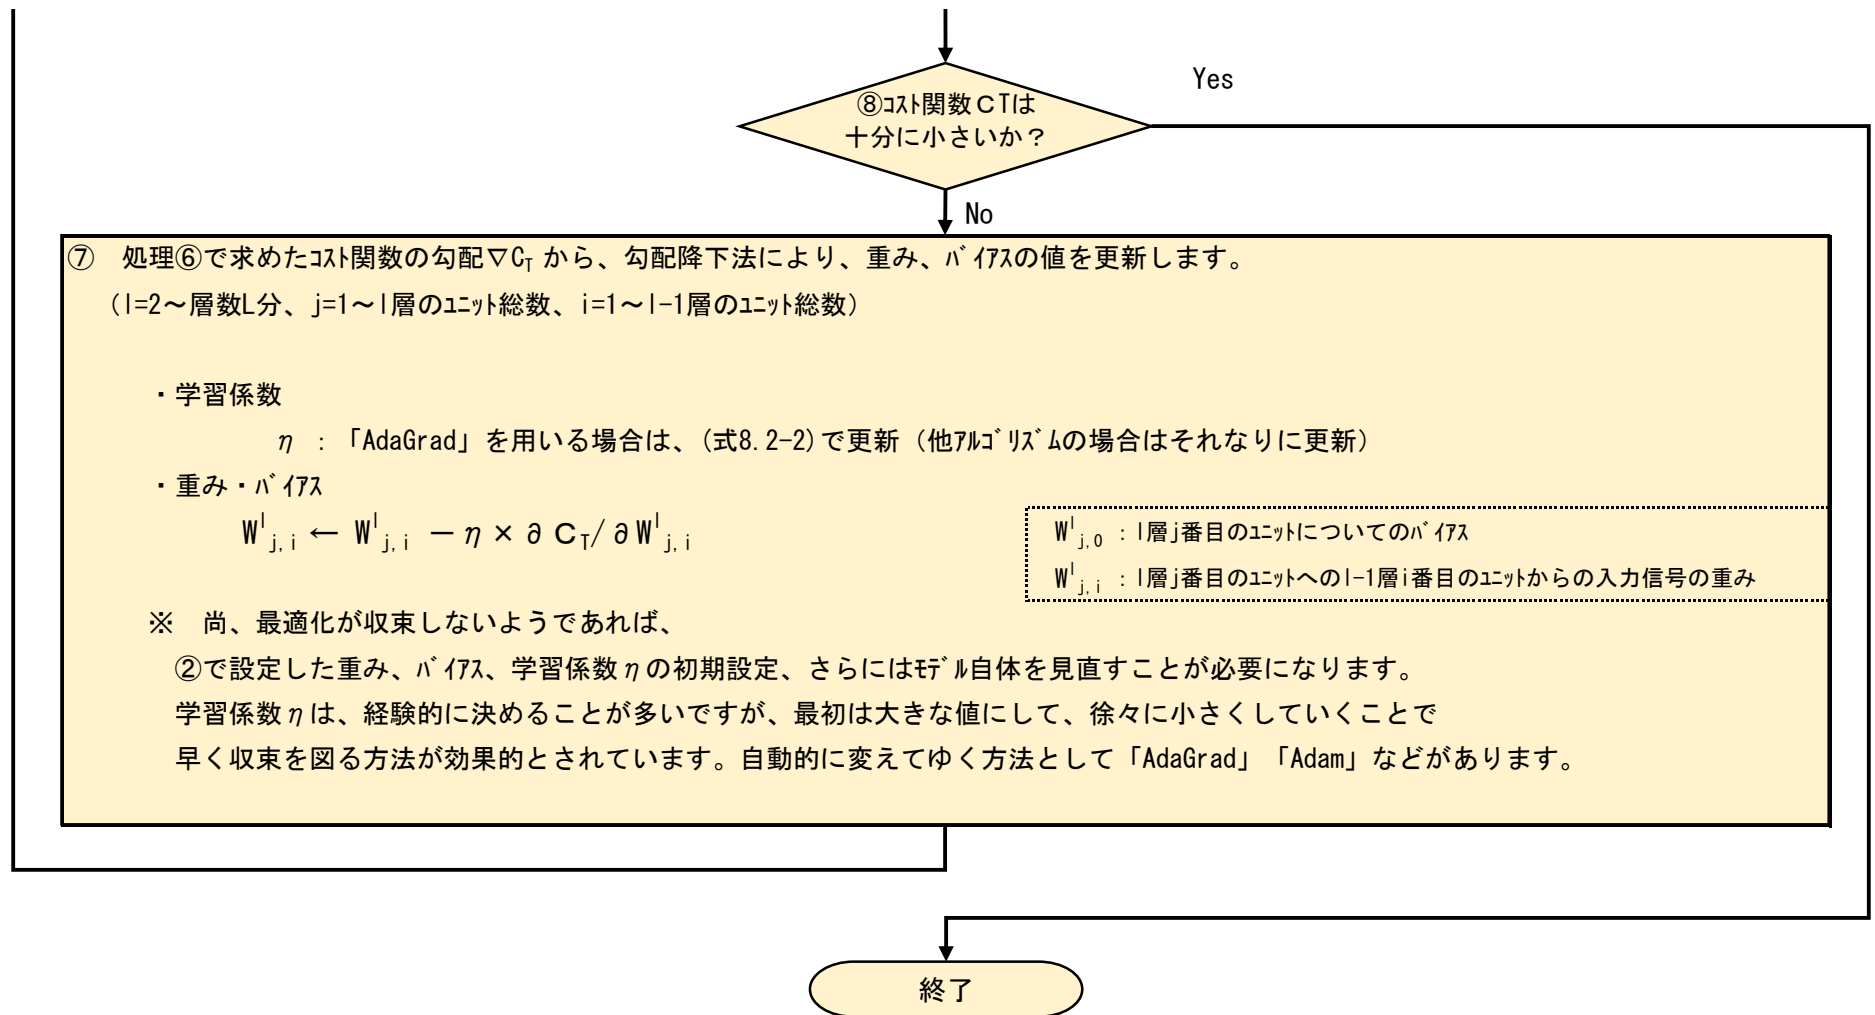 Yes
⑧ｺｽﾄ関数ＣTは
十分に小さいか？
No
⑦　処理⑥で求めたｺｽﾄ関数の勾配▽C_T から、勾配降下法により、重み、ﾊﾞｲｱｽの値を更新します。
（l=2～層数L分、j=1～l層のﾕﾆｯﾄ総数、i=1～l-1層のﾕﾆｯﾄ総数）
・学習係数
η ：「AdaGrad」を用いる場合は、(式8.2-2)で更新（他ｱﾙｺﾞﾘｽﾞﾑの場合はそれなりに更新）
・重み・ﾊﾞｲｱｽ
W^l_{j,i} ← W^l_{j,i} －η × ∂ Ｃ_T/ ∂ W^l_{j,i}
W^l_{j,0} ：l層j番目のﾕﾆｯﾄについてのﾊﾞｲｱｽ
W^l_{j,i} ：l層j番目のﾕﾆｯﾄへのl-1層i番目のﾕﾆｯﾄからの入力信号の重み
※　尚、最適化が収束しないようであれば、
②で設定した重み、ﾊﾞｲｱｽ、学習係数ηの初期設定、さらにはﾓﾃﾞﾙ自体を見直すことが必要になります。
学習係数ηは、経験的に決めることが多いですが、最初は大きな値にして、徐々に小さくしていくことで
早く収束を図る方法が効果的とされています。自動的に変えてゆく方法として「AdaGrad」「Adam」などがあります。
終了